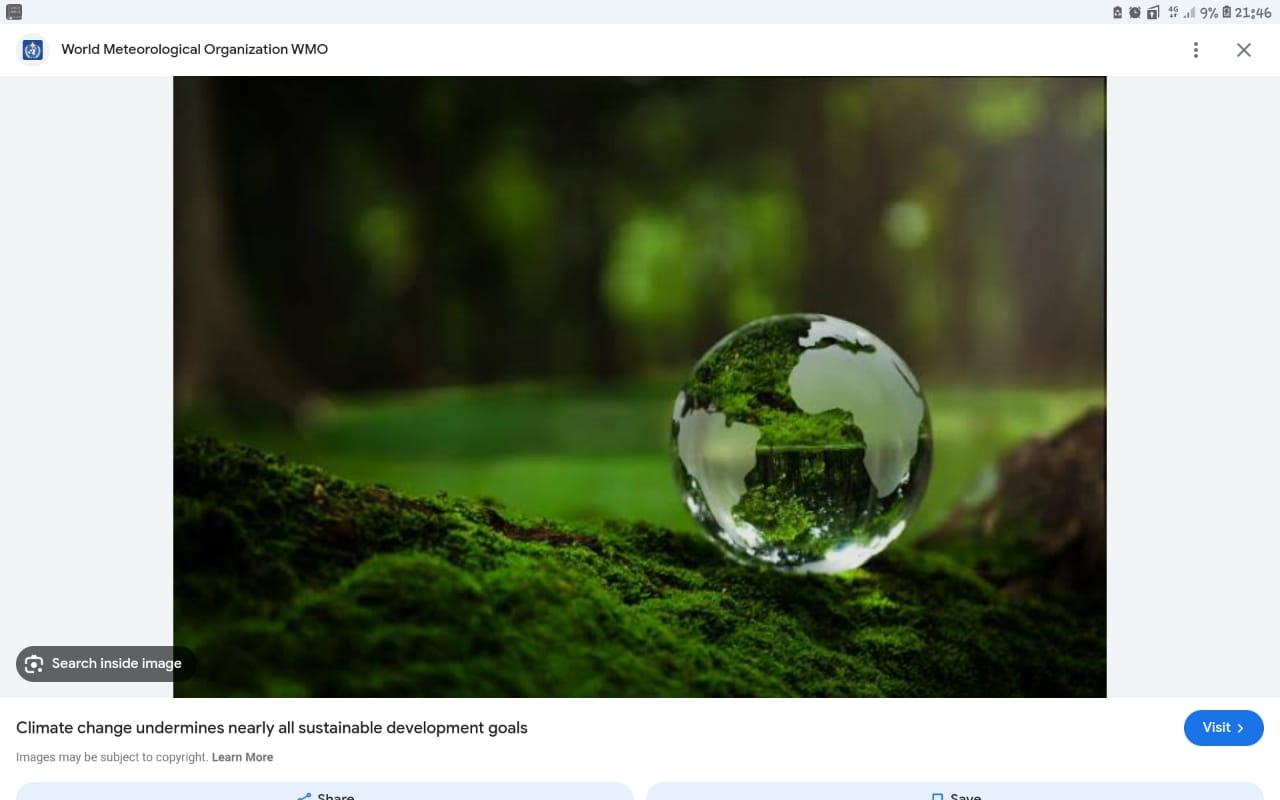 4G 9% 21:46
World Meteorological Organization WMO
Search inside image
Climate change undermines nearly all sustainable development goals
Visit
Images may be subject to copyright. Learn More
Share
Save